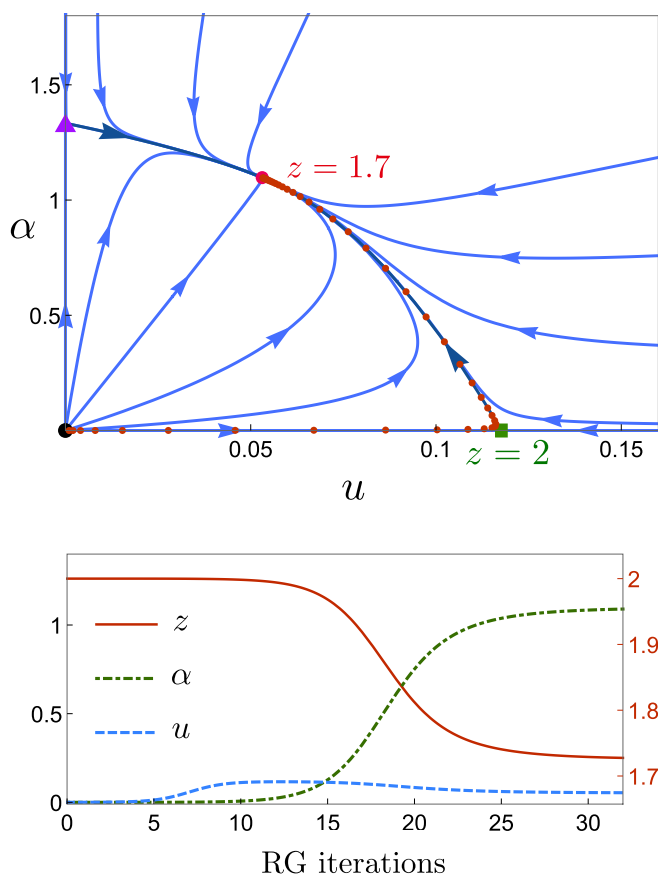 1.5
z = 1.7
1
α
0.5
0.05 0.1 0.15
z = 2
u
2
z
1 1.9
α
0.5 1.8
u
1.7
0
0 5 10 15 20 25 30
RG iterations